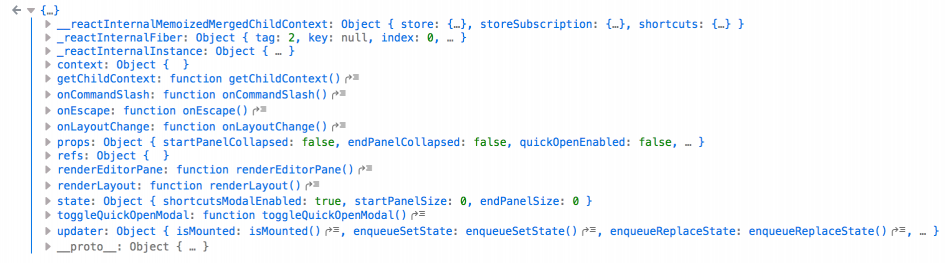 {…}
__reactInternalMemoizedMergedChildContext: Object { store: {…}, storeSubscription: {…}, shortcuts: {…} }
_reactInternalFiber: Object { tag: 2, key: null, index: 0, … }
_reactInternalInstance: Object { … }
context: Object { }
getChildContext: function getChildContext()
onCommandSlash: function onCommandSlash()
onEscape: function onEscape()
onLayoutChange: function onLayoutChange()
props: Object { startPanelCollapsed: false, endPanelCollapsed: false, quickOpenEnabled: false, … }
refs: Object { }
renderEditorPane: function renderEditorPane()
renderLayout: function renderLayout()
state: Object { shortcutsModalEnabled: true, startPanelSize: 0, endPanelSize: 0 }
toggleQuickOpenModal: function toggleQuickOpenModal()
updater: Object { isMounted: isMounted(), enqueueSetState: enqueueSetState(), enqueueReplaceState: enqueueReplaceState(), … }
__proto__: Object { … }